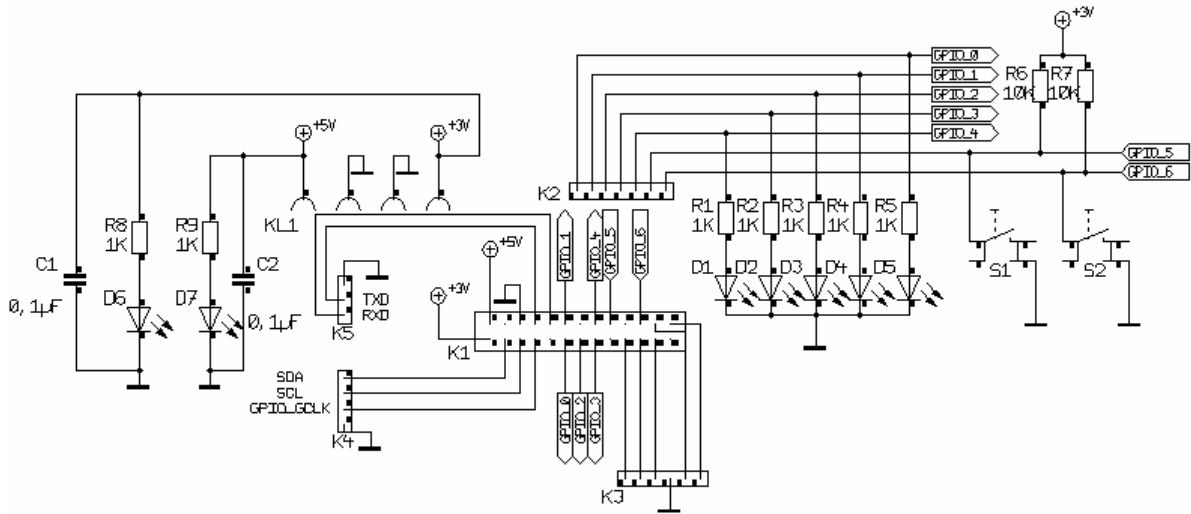 +3V
GPIO_0
GPIO_1
GPIO_2
GPIO_3
GPIO_4
R6
10K
R7
10K
+5V
+3V
GPIO_5
GPIO_6
K2
R8
1K
R9
1K
KL1
R1
1K
R2
1K
R3
1K
R4
1K
R5
1K
C1
0,1µF
C2
0,1µF
D6
D7
+5V
+3V
GPIO_1
GPIO_4
GPIO_5
GPIO_6
D1
D2
D3
D4
D5
S1
S2
TXD
RXD
K5
K1
SDA
SCL
GPIO_GCLK
K4
GPIO_0
GPIO_2
GPIO_3
K3